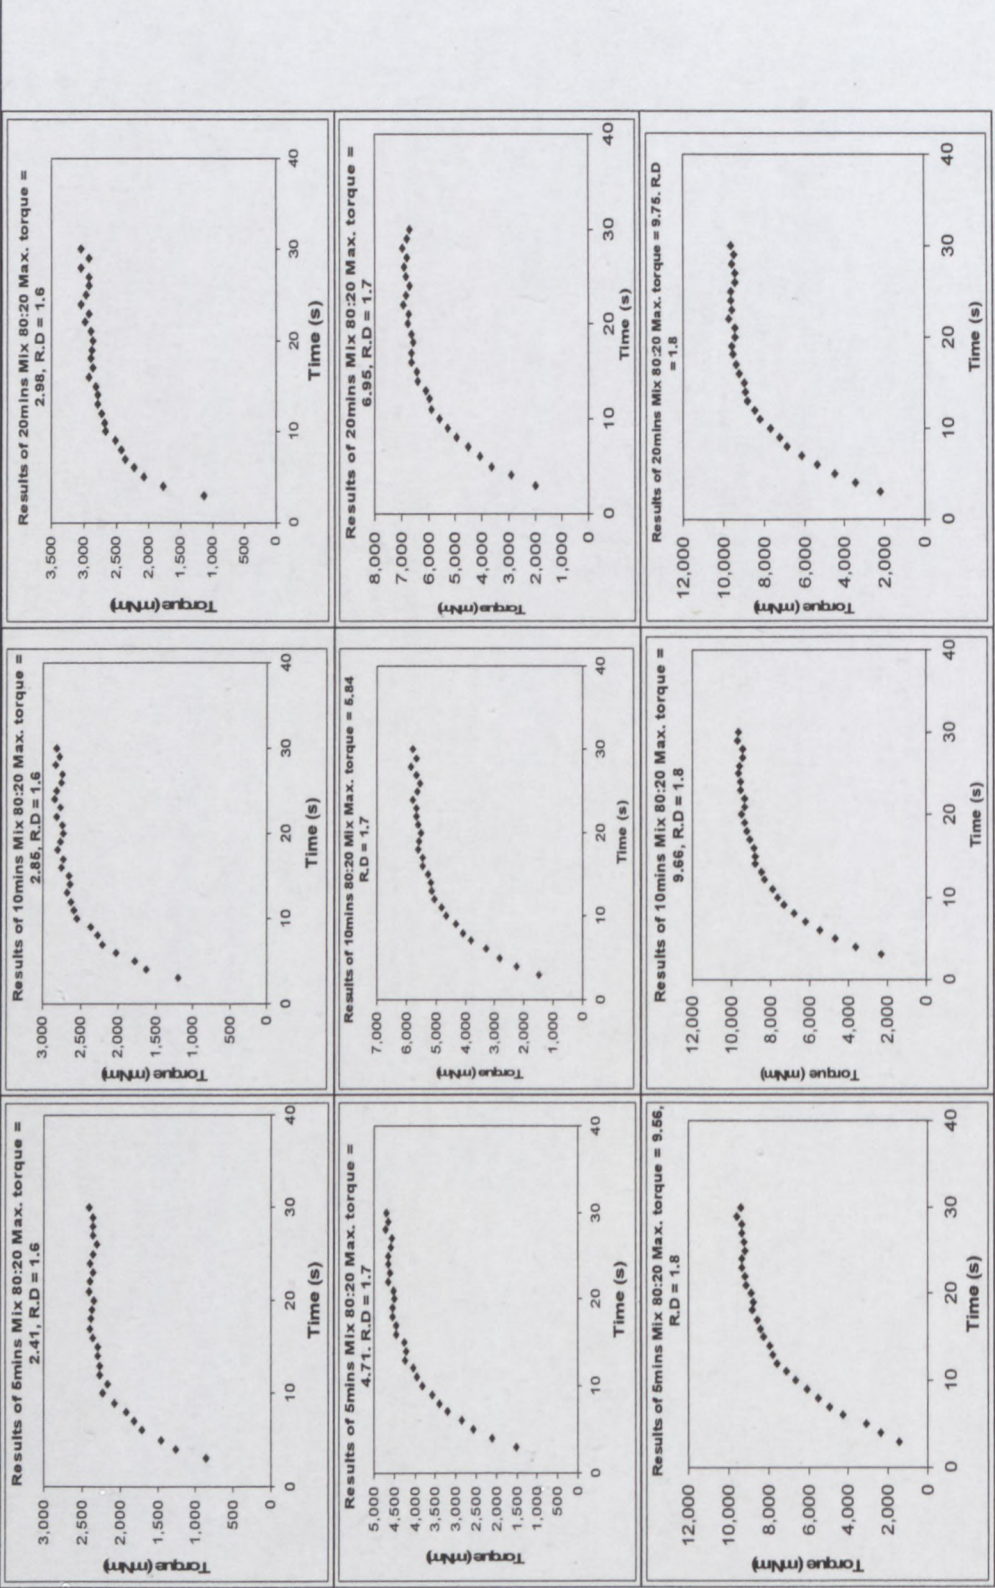 Results of 5mins Mix 80:20 Max. torque =
2.41, R.D = 1.6
3,000
2,500
2,000
1,500
1,000
500
0
Torque (mNm)
0 10 20 30 40
Time (s)
Results of 10mins Mix 80:20 Max. torque =
2.85, R.D = 1.6
3,000
2,500
2,000
1,500
1,000
500
0
Torque (mNm)
0 10 20 30 40
Time (s)
Results of 20mins Mix 80:20 Max. torque =
2.98, R.D = 1.6
3,500
3,000
2,500
2,000
1,500
1,000
500
0
Torque (mNm)
0 10 20 30 40
Time (s)
Results of 5mins Mix 80:20 Max. torque =
4.71. R.D = 1.7
5,000
4,500
4,000
3,500
3,000
2,500
2,000
1,500
1,000
500
0
Torque (mNm)
0 10 20 30 40
Time (s)
Results of 10mins 80:20 Mix Max. torque = 5.84
R.D = 1.7
7,000
6,000
5,000
4,000
3,000
2,000
1,000
0
Torque (mNm)
0 10 20 30 40
Time (s)
Results of 20mins Mix 80:20 Max. torque =
6.95, R.D = 1.7
8,000
7,000
6,000
5,000
4,000
3,000
2,000
1,000
0
Torque (mNm)
0 10 20 30 40
Time (s)
Results of 5mins Mix 80:20 Max. torque = 9.56,
R.D = 1.8
12,000
10,000
8,000
6,000
4,000
2,000
0
Torque (mNm)
0 10 20 30 40
Time (s)
Results of 10mins Mix 80:20 Max. torque =
9.66, R.D = 1.8
12,000
10,000
8,000
6,000
4,000
2,000
0
Torque (mNm)
0 10 20 30 40
Time (s)
Results of 20mins Mix 80:20 Max. torque = 9.75. R.D
= 1.8
12,000
10,000
8,000
6,000
4,000
2,000
0
Torque (mNm)
0 10 20 30 40
Time (s)